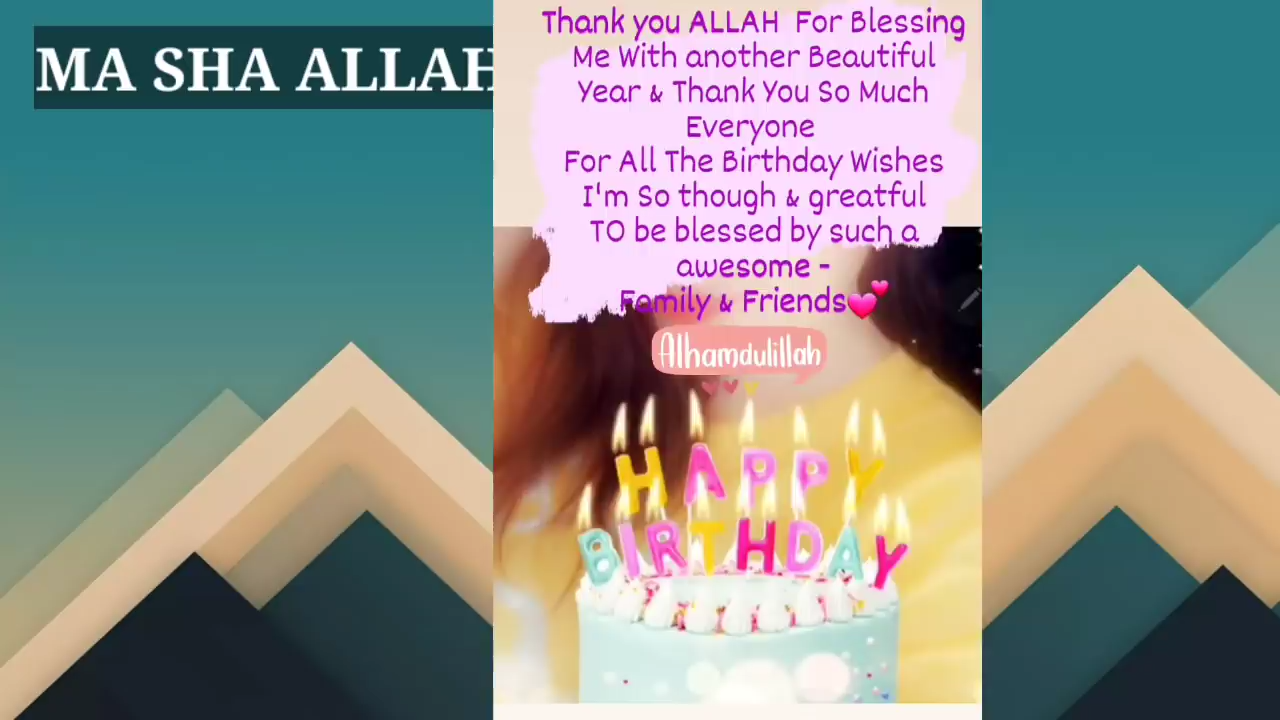 MA SHA ALLAH
Thank you ALLAH For Blessing
Me With another Beautiful
Year & Thank You So Much
Everyone
For All The Birthday Wishes
I'm So though & greatful
TO be blessed by such a
awesome -
Family & Friends💕
Alhamdulillah
HAPPY
BIRTHDAY